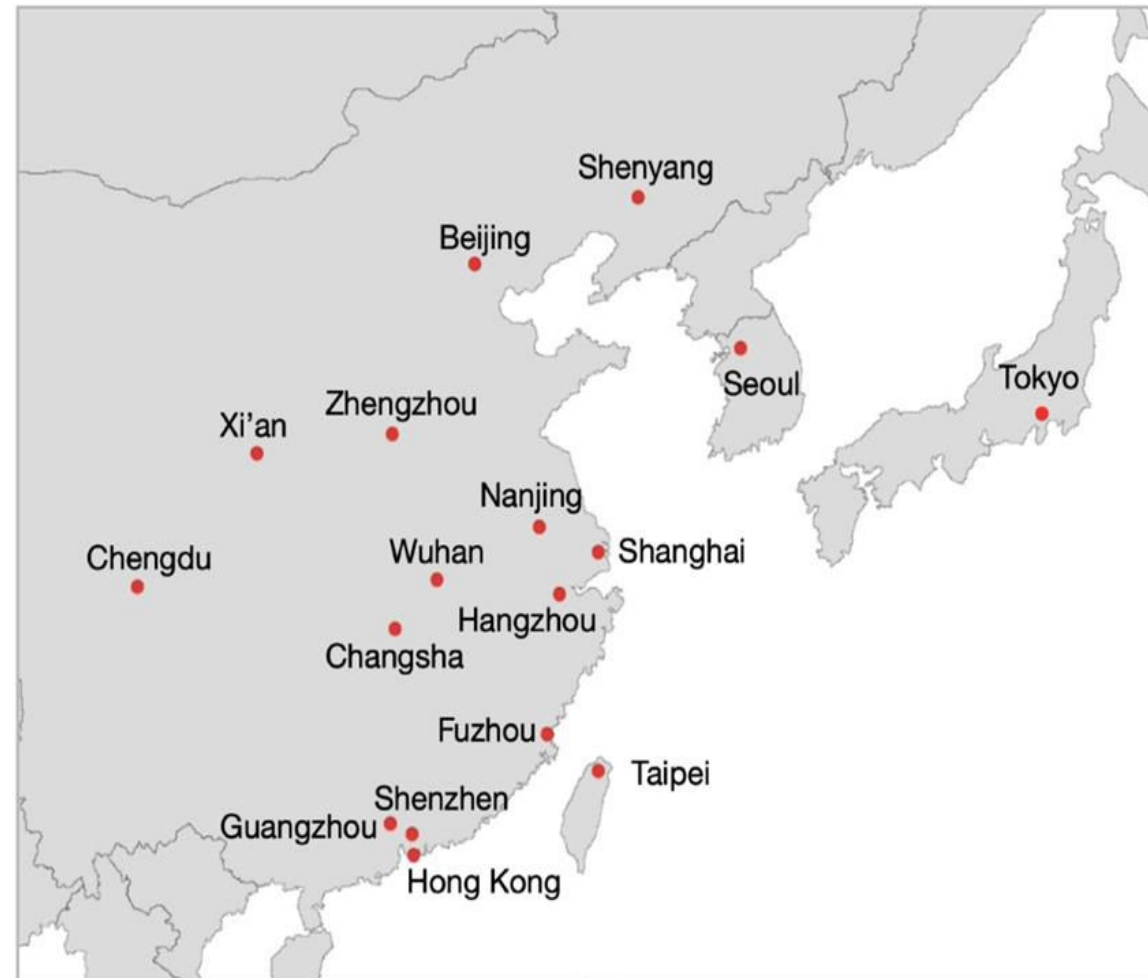 Shenyang
Beijing
Seoul
Tokyo
Zhengzhou
Xi'an
Nanjing
Shanghai
Wuhan
Chengdu
Hangzhou
Changsha
Fuzhou
Taipei
Shenzhen
Guangzhou
Hong Kong